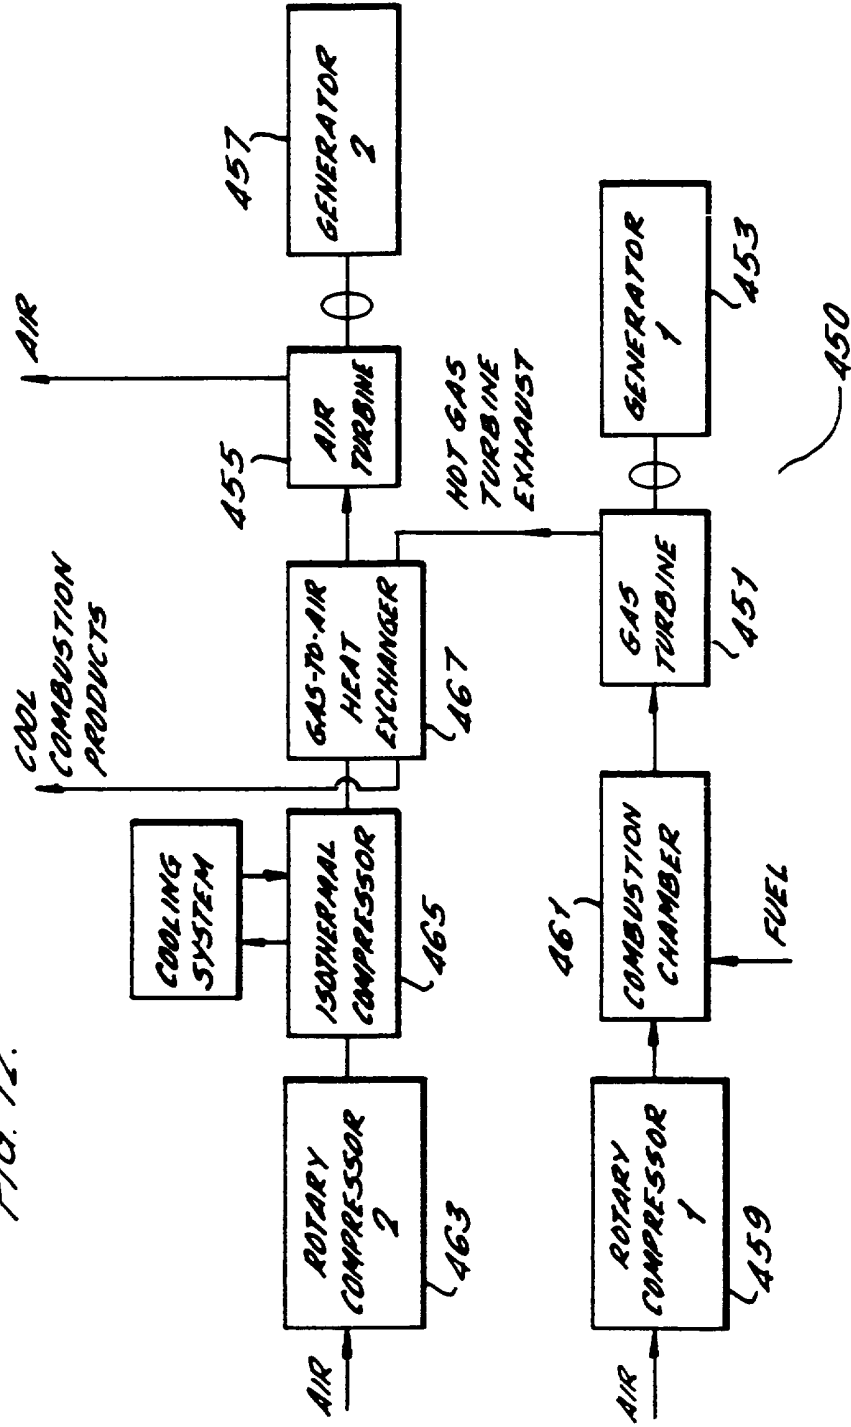 FIG. 12.
COOL
COMBUSTION
PRODUCTS
AIR
COOLING
SYSTEM
457
455
AIR
ROTARY
COMPRESSOR
2
463
ISOTHERMAL
COMPRESSOR
465
GAS-TO-AIR
HEAT
EXCHANGER
467
AIR
TURBINE
GENERATOR
2
HOT GAS
TURBINE
EXHAUST
461
AIR
ROTARY
COMPRESSOR
1
459
COMBUSTION
CHAMBER
FUEL
GAS
TURBINE
451
GENERATOR
1
453
450